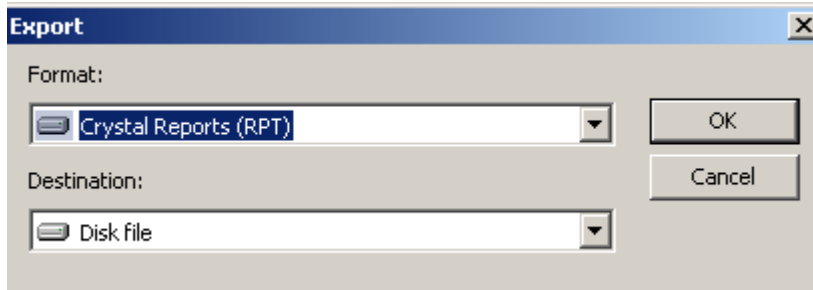 Export
Format:
Crystal Reports (RPT)
OK
Destination:
Cancel
Disk file